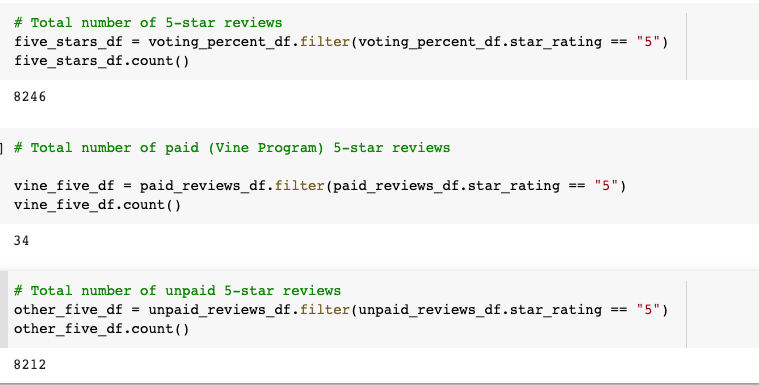 # Total number of 5-star reviews
five_stars_df = voting_percent_df.filter(voting_percent_df.star_rating == "5")
five_stars_df.count()
8246
] # Total number of paid (Vine Program) 5-star reviews
vine_five_df = paid_reviews_df.filter(paid_reviews_df.star_rating == "5")
vine_five_df.count()
34
# Total number of unpaid 5-star reviews
other_five_df = unpaid_reviews_df.filter(unpaid_reviews_df.star_rating == "5")
other_five_df.count()
8212